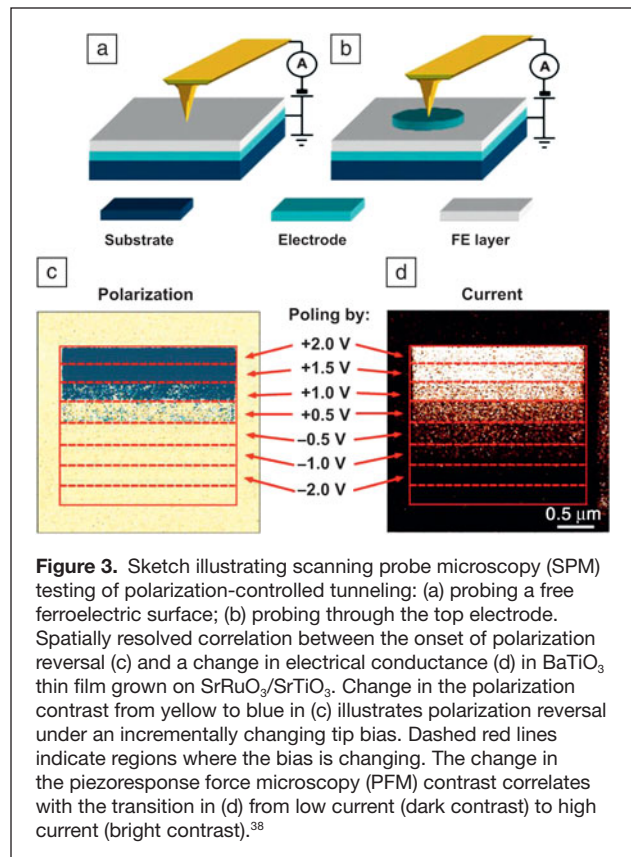 a
b
A
A
Substrate
Electrode
FE layer
c
d
Polarization
Current
Poling by:
+2.0 V
+1.5 V
+1.0 V
+0.5 V
–0.5 V
–1.0 V
–2.0 V
0.5 μm
Figure 3. Sketch illustrating scanning probe microscopy (SPM)
testing of polarization-controlled tunneling: (a) probing a free
ferroelectric surface; (b) probing through the top electrode.
Spatially resolved correlation between the onset of polarization
reversal (c) and a change in electrical conductance (d) in BaTiO₃
thin film grown on SrRuO₃/SrTiO₃. Change in the polarization
contrast from yellow to blue in (c) illustrates polarization reversal
under an incrementally changing tip bias. Dashed red lines
indicate regions where the bias is changing. The change in
the piezoresponse force microscopy (PFM) contrast correlates
with the transition in (d) from low current (dark contrast) to high
current (bright contrast).³⁸